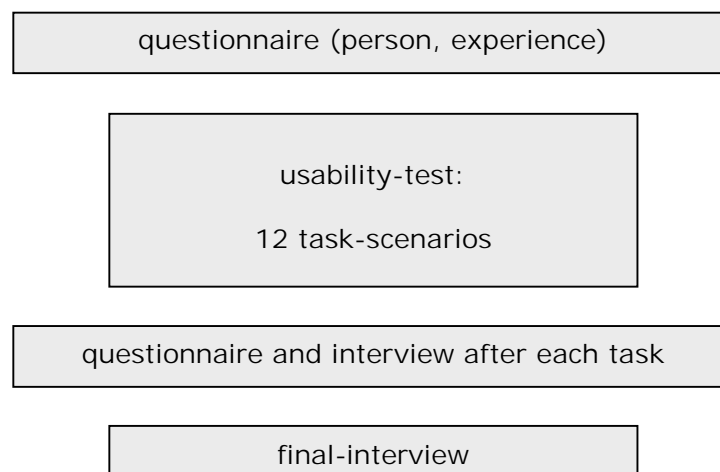 questionnaire (person, experience)
usability-test:
12 task-scenarios
questionnaire and interview after each task
final-interview